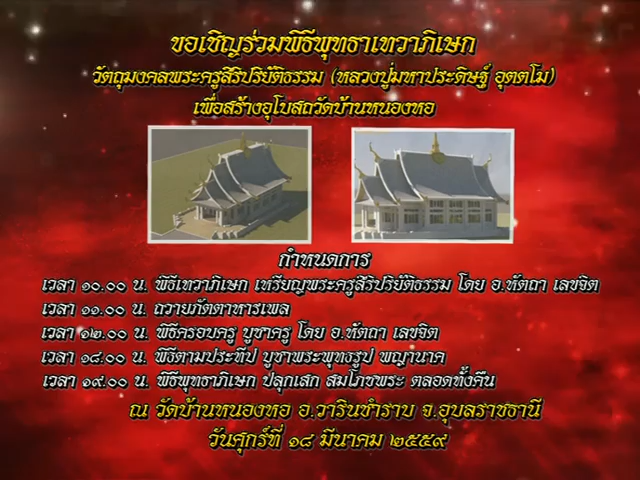 ขอเชิญร่วมพิธีพุทธาเทวาภิเษก
วัตถุมงคลพระครูสิริปริยัติธรรม (หลวงปู่มหาประดิษฐ์ อุตตโม)
เพื่อสร้างอุโบสถวัดบ้านหนองหอ
กำหนดการ
เวลา ๑๐.๐๐ น. พิธีเทวาภิเษก เหรียญพระครูสิริปริยัติธรรม โดย อ.หัตถา เลขจิต
เวลา ๑๑.๐๐ น. ถวายภัตตาหารเพล
เวลา ๑๒.๐๐ น. พิธีครอบครู บูชาครู โดย อ.หัตถา เลขจิต
เวลา ๑๘.๐๐ น. พิธีตามประทีป บูชาพระพุทธรูป พญานาค
เวลา ๑๙.๐๐ น. พิธีพุทธาภิเษก ปลุกเสก สมโภชพระ ตลอดทั้งคืน
ณ วัดบ้านหนองหอ อ.วารินชำราบ จ.อุบลราชธานี
วันศุกร์ที่ ๑๘ มีนาคม ๒๕๕๙